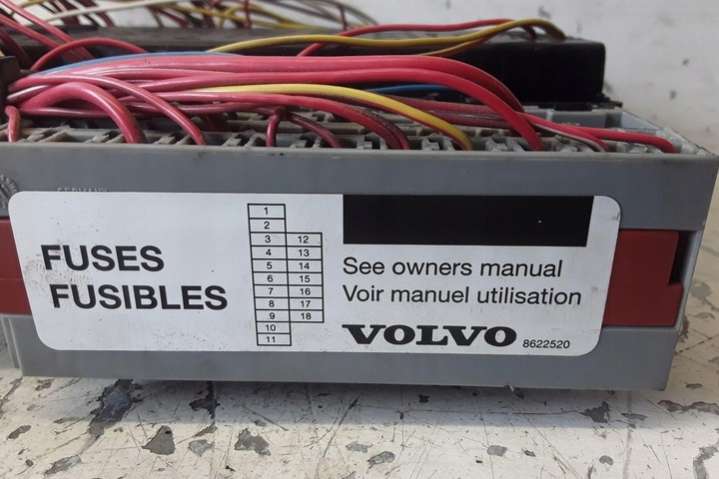 GERMANY
FUSES
FUSIBLES
1
2
3 12
4 13
5 14
6 15
7 16
8 17
9 18
10
11
See owners manual
Voir manuel utilisation
VOLVO 8622520